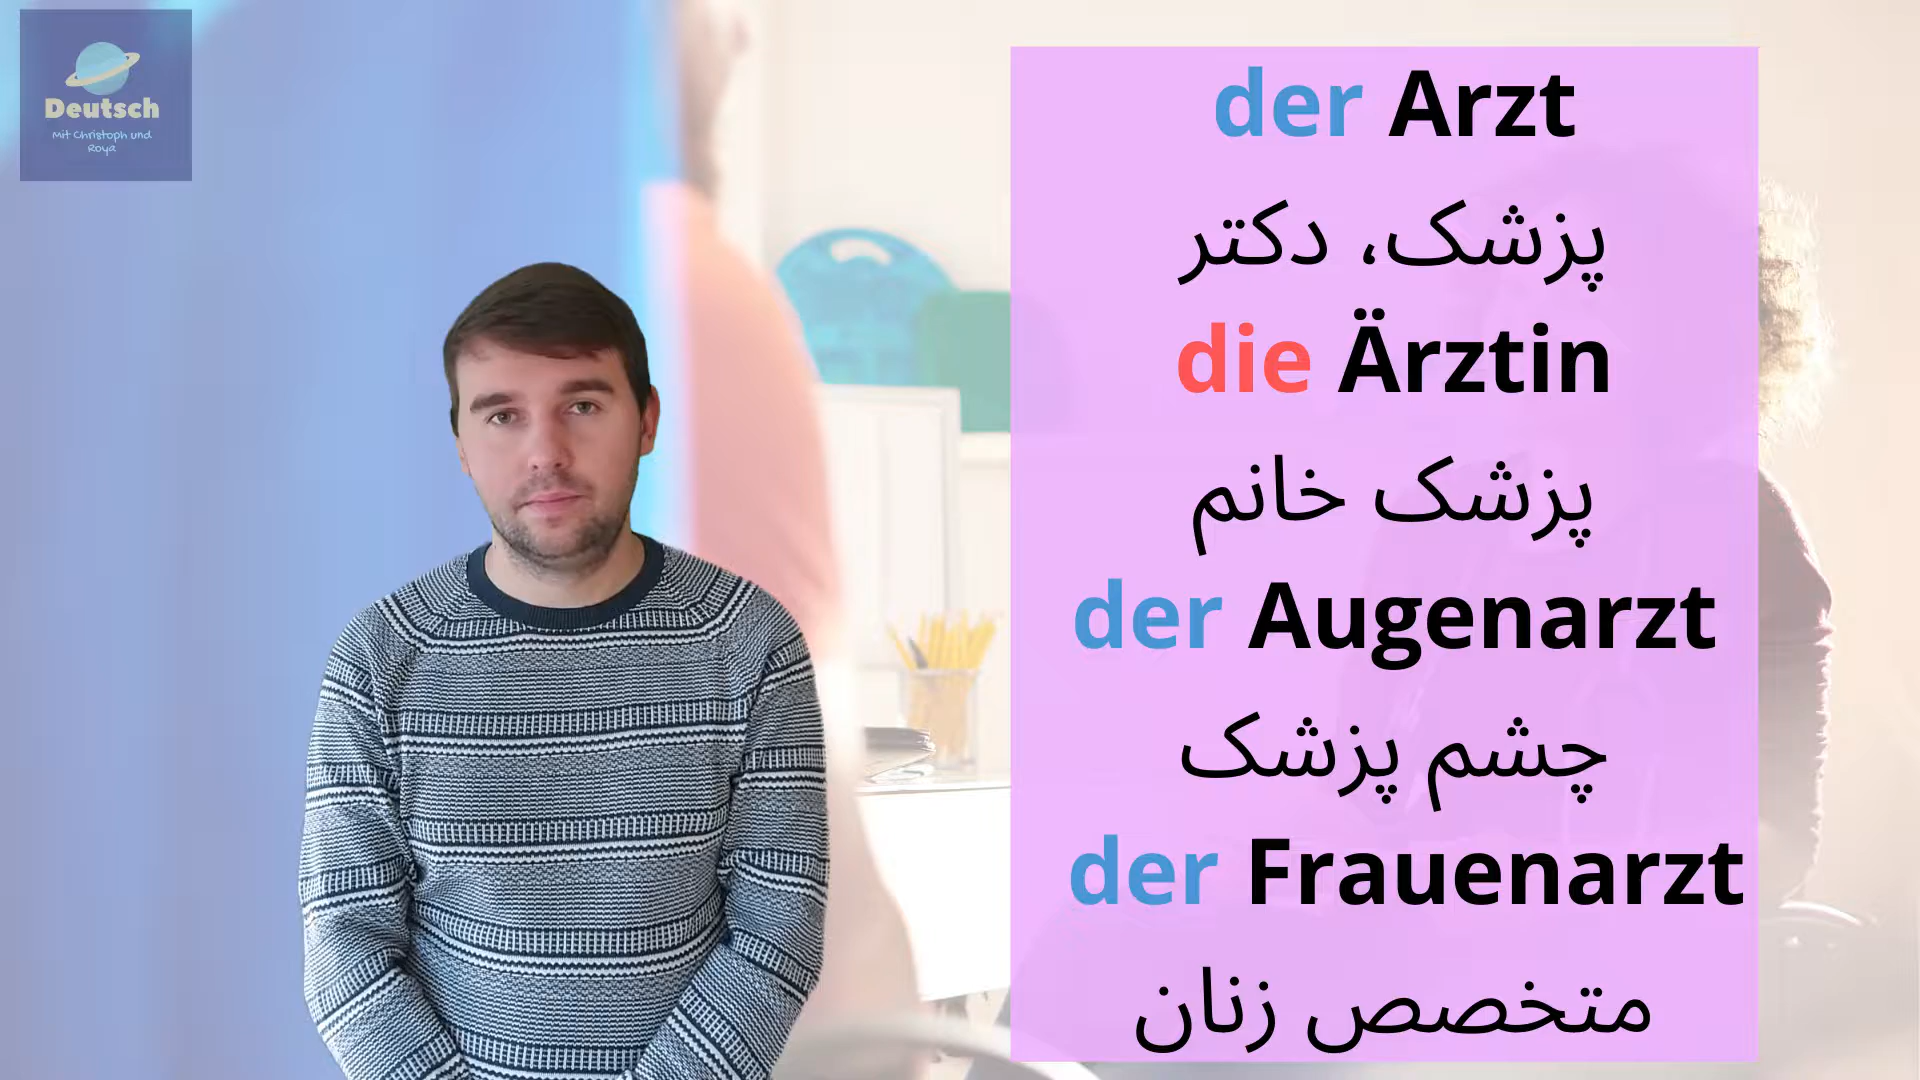 Deutsch
Mit Christoph und
Roya
der Arzt
پزشک، دکتر
die Ärztin
پزشک خانم
der Augenarzt
چشم پزشک
der Frauenarzt
متخصص زنان